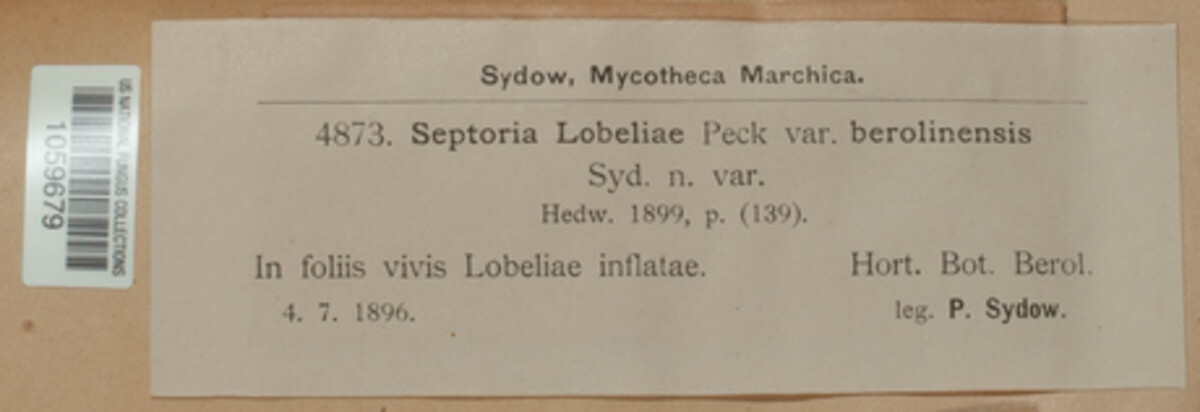 Sydow, Mycotheca Marchica.
4873. Septoria Lobeliae Peck var. berolinensis
Syd. n. var.
Hedw. 1899, p. (139).
In foliis vivis Lobeliae inflatae. Hort. Bot. Berol.
4. 7. 1896. leg. P. Sydow.
US NATIONAL FUNGUS COLLECTIONS
1059679